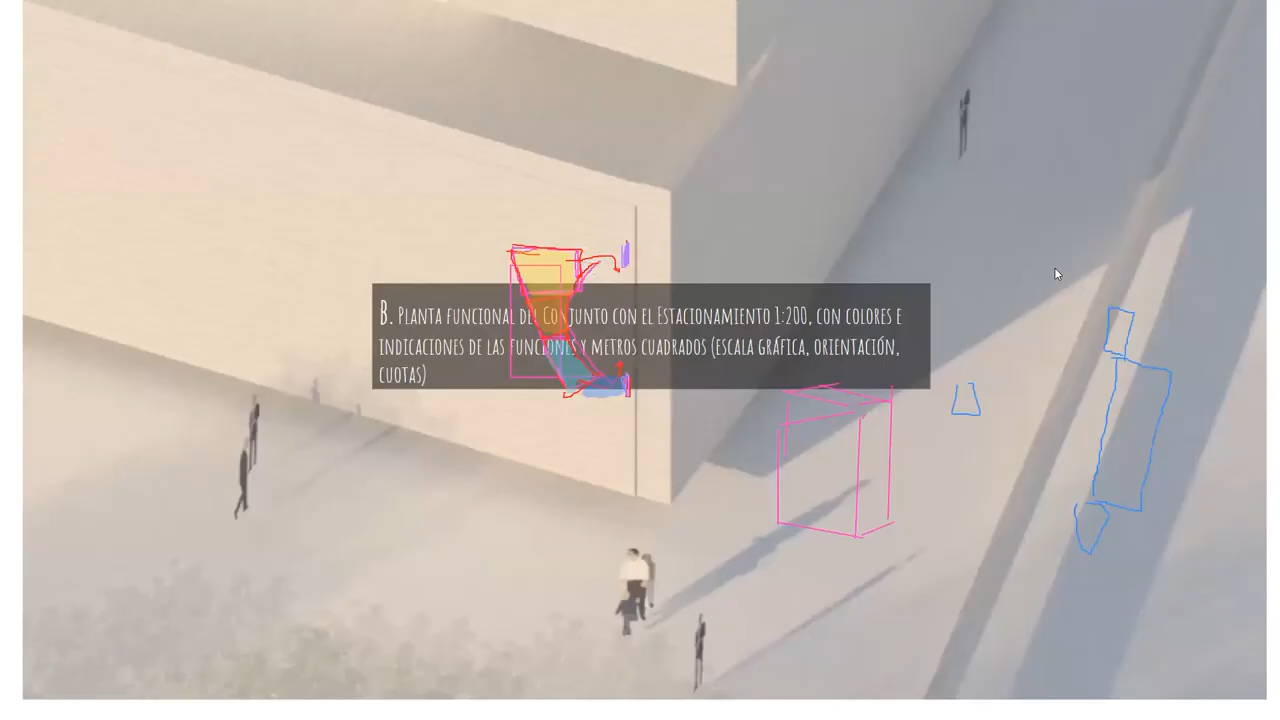 B. Planta funcional del Conjunto con el Estacionamiento 1:200, con colores e
indicaciones de las funciones y metros cuadrados (escala gráfica, orientación,
cuotas)